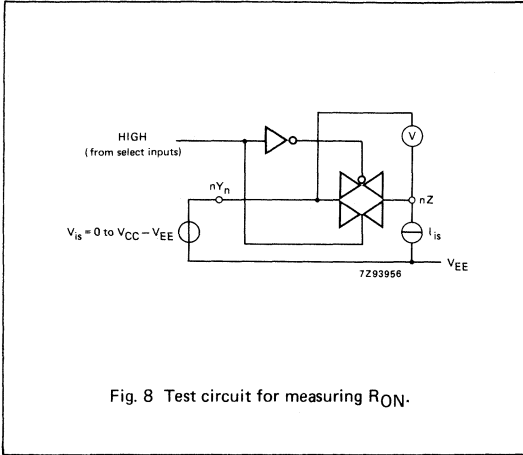 HIGH
(from select inputs)
V
nYn
nZ
Vis = 0 to VCC – VEE
Iis
7Z93956
VEE
Fig. 8 Test circuit for measuring RON.